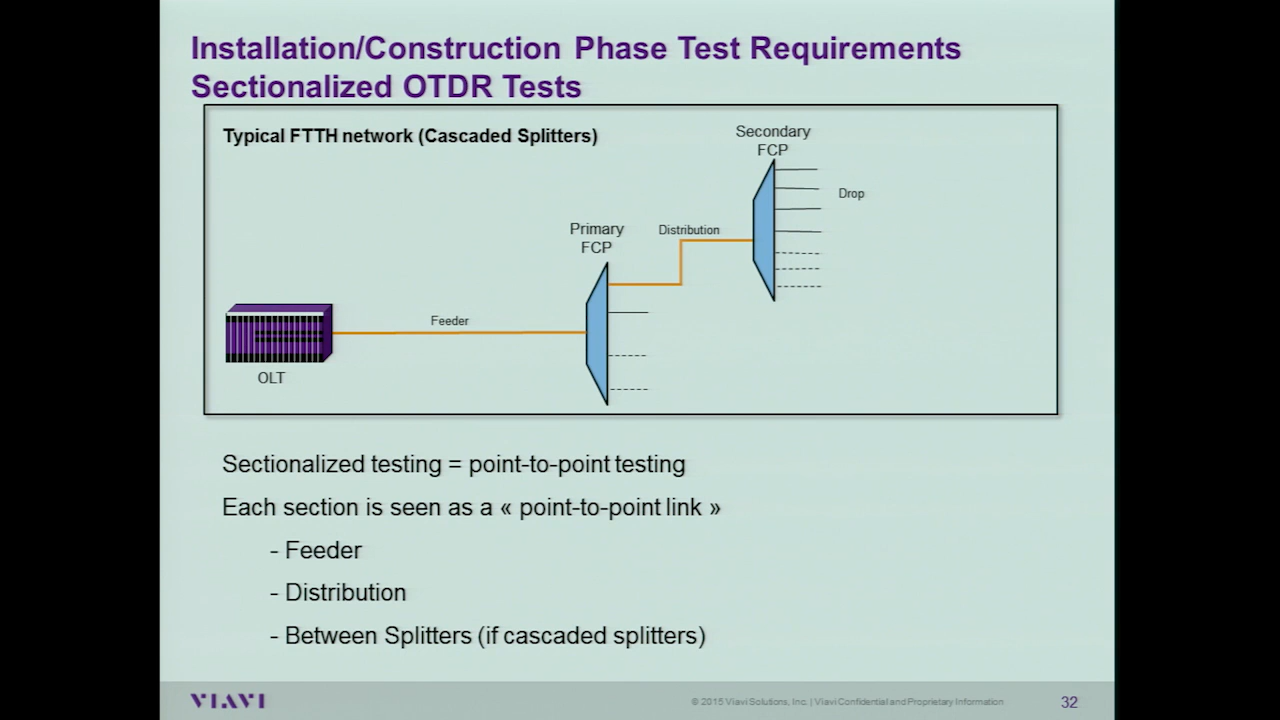 Installation/Construction Phase Test Requirements
Sectionalized OTDR Tests
Typical FTTH network (Cascaded Splitters)
Secondary
FCP
Drop
Primary
FCP
Distribution
Feeder
OLT
Sectionalized testing = point-to-point testing
Each section is seen as a « point-to-point link »
- Feeder
- Distribution
- Between Splitters (if cascaded splitters)
VIAVI
© 2015 Viavi Solutions, Inc. | Viavi Confidential and Proprietary Information
32